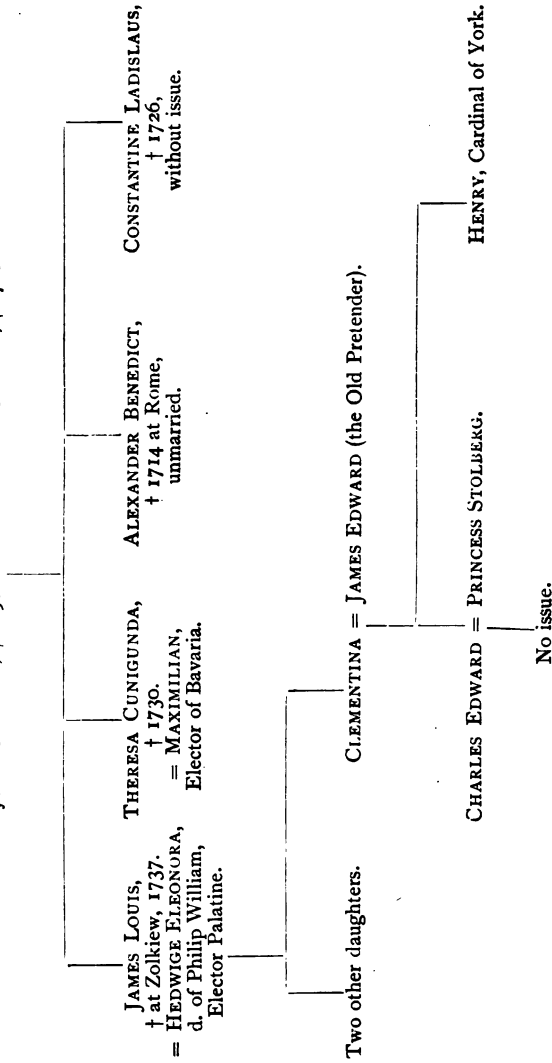 JAMES LOUIS,
† at Zolkiew, 1737.
= HEDWIGE ELEONORA,
d. of Philip William,
Elector Palatine.
THERESA CUNIGUNDA,
† 1730.
= MAXIMILIAN,
Elector of Bavaria.
ALEXANDER BENEDICT,
† 1714 at Rome,
unmarried.
CONSTANTINE LADISLAUS,
† 1726,
without issue.
Two other daughters.
CLEMENTINA = JAMES EDWARD (the Old Pretender).
CHARLES EDWARD = PRINCESS STOLBERG.
HENRY, Cardinal of York.
No issue.